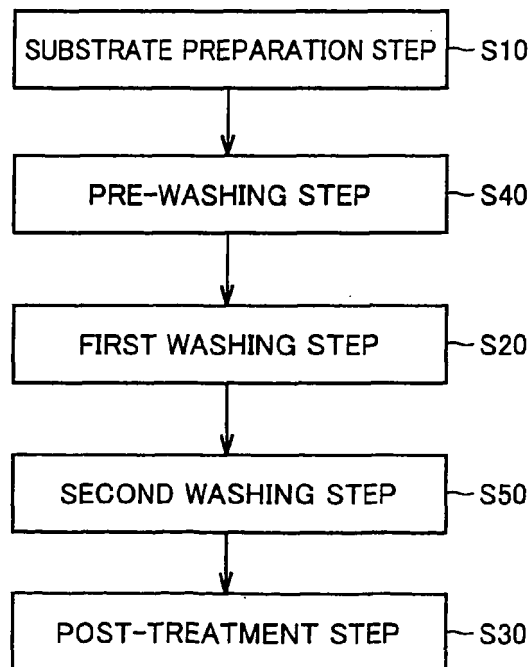 SUBSTRATE PREPARATION STEP S10
PRE-WASHING STEP S40
FIRST WASHING STEP S20
SECOND WASHING STEP S50
POST-TREATMENT STEP S30